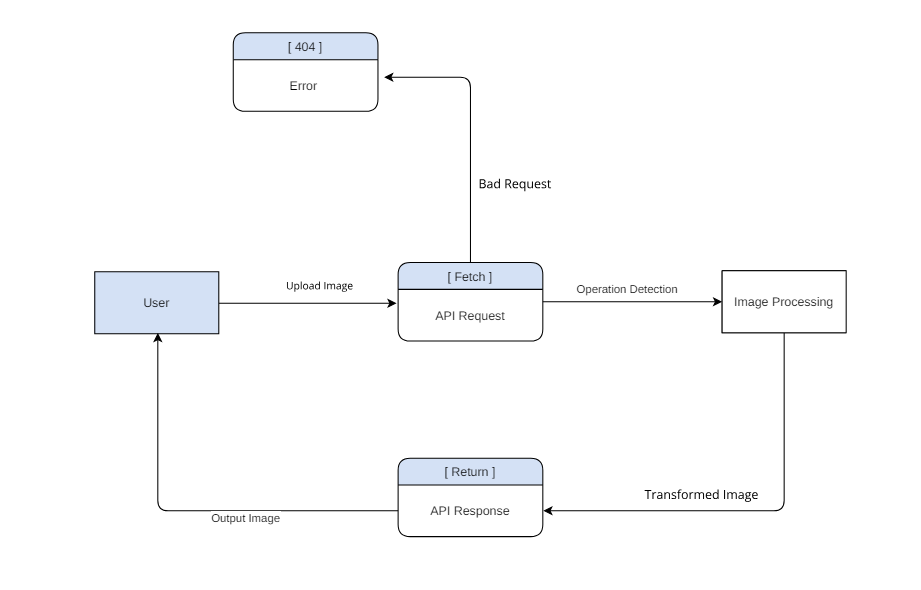 [ 404 ]
Error
Bad Request
[ Fetch ]
Upload Image
Operation Detection
User
API Request
Image Processing
[ Return ]
Transformed Image
API Response
Output Image